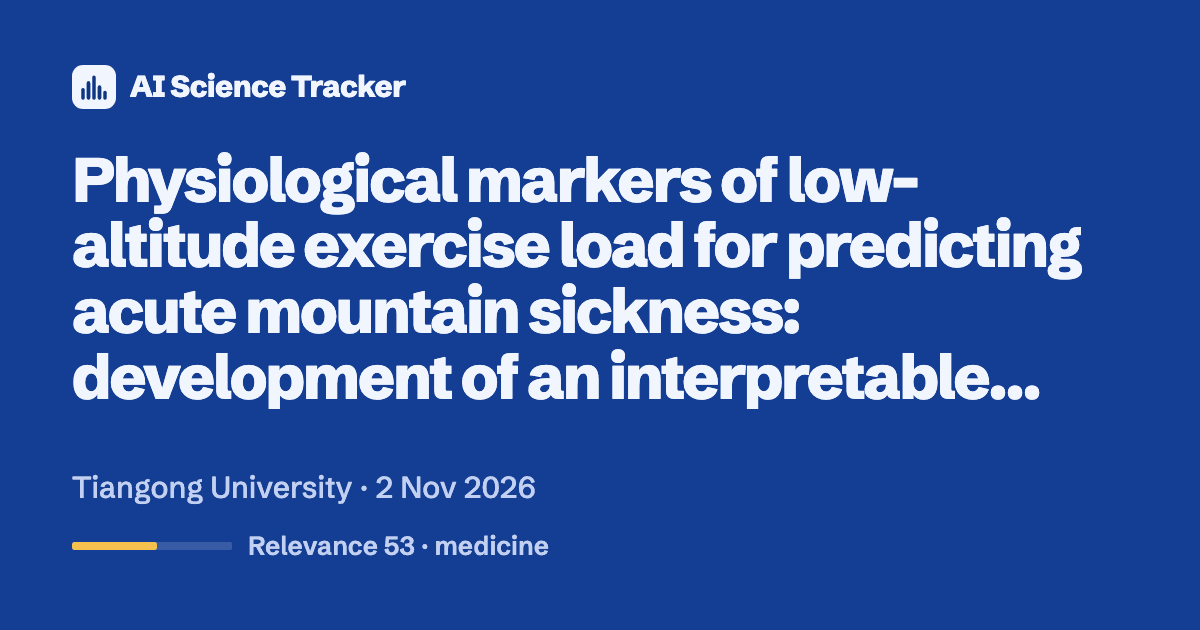 AI Science Tracker
Physiological markers of low-
altitude exercise load for predicting
acute mountain sickness:
development of an interpretable...
Tiangong University · 2 Nov 2026
Relevance 53 · medicine